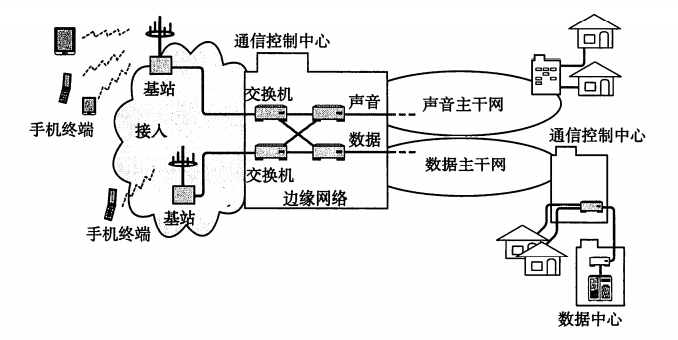 通信控制中心
基站
交换机
声音
声音主干网
手机终端
接入
数据
通信控制中心
数据主干网
交换机
边缘网络
基站
手机终端
数据中心